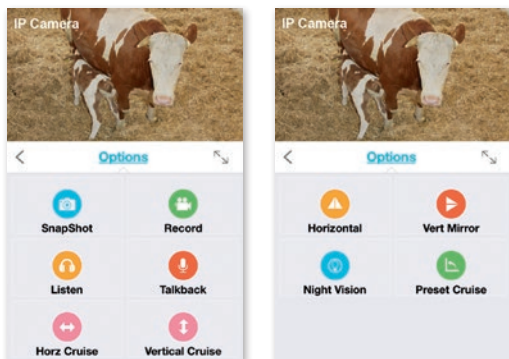 IP Camera
Options
SnapShot Record
Listen Talkback
Horz Cruise Vertical Cruise
IP Camera
Options
Horizontal Vert Mirror
Night Vision Preset Cruise